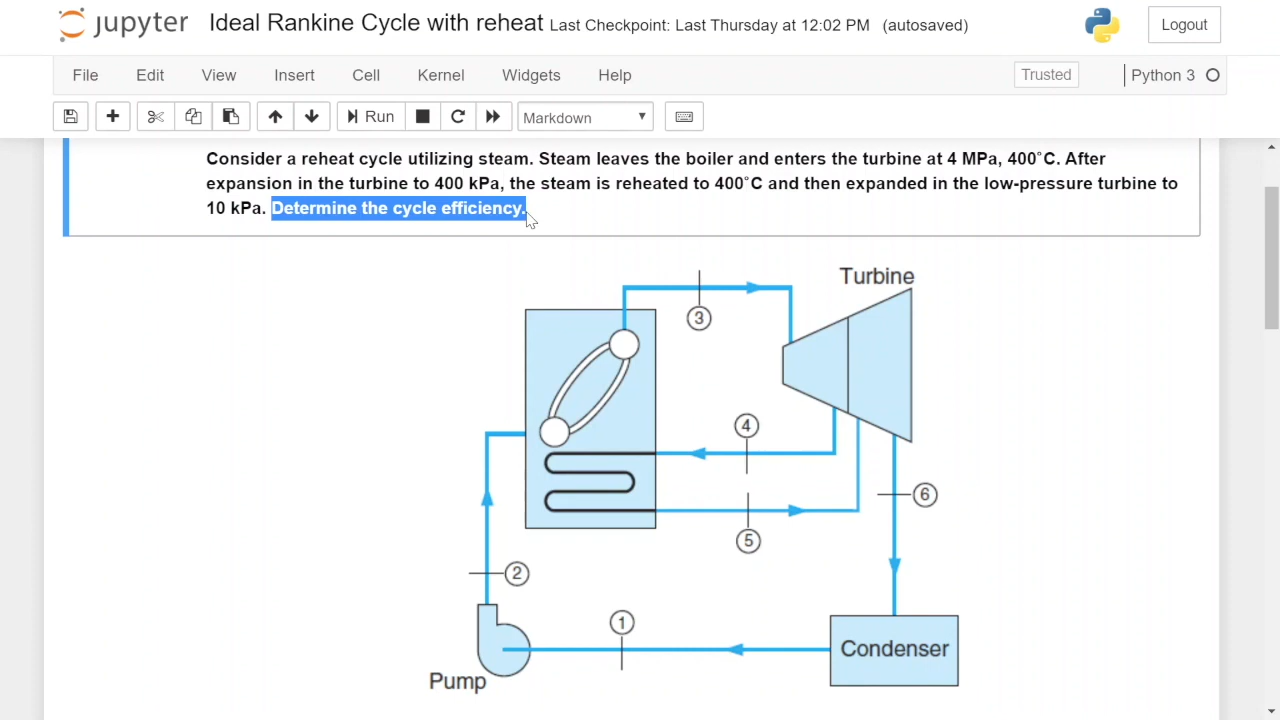 jupyter Ideal Rankine Cycle with reheat Last Checkpoint: Last Thursday at 12:02 PM (autosaved) Logout
File Edit View Insert Cell Kernel Widgets Help Trusted Python 3
Run Markdown
Consider a reheat cycle utilizing steam. Steam leaves the boiler and enters the turbine at 4 MPa, 400˚C. After
expansion in the turbine to 400 kPa, the steam is reheated to 400˚C and then expanded in the low-pressure turbine to
10 kPa. Determine the cycle efficiency.
Turbine
3
4
6
5
2
1
Condenser
Pump